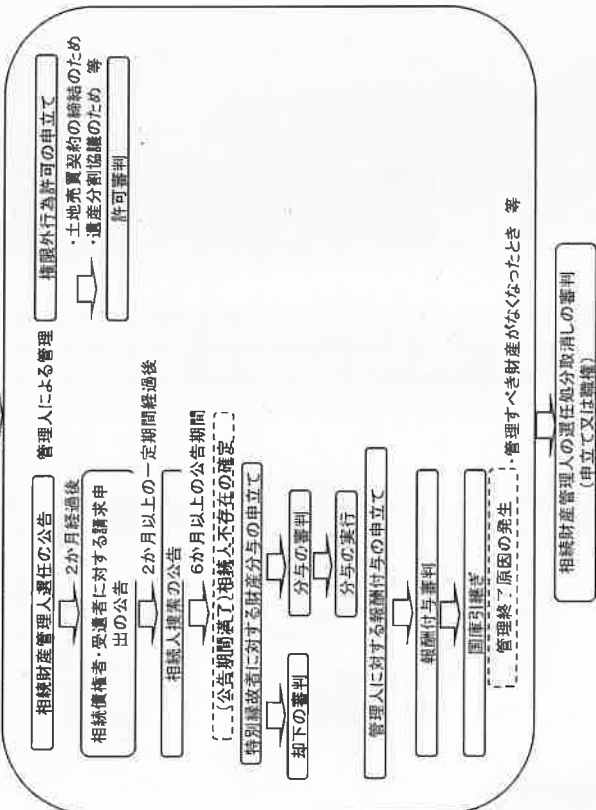 相続財産管理人選任の公告
管理人による管理
2か月経過後
相続債権者・受遺者に対する請求申
出の公告
2か月以上の一定期間経過後
相続人捜索の公告
6か月以上の公告期間
(公告期間満了)相続人不存在の確定
特別縁故者に対する財産分与の申立て
却下の審判
分与の審判
分与の実行
管理人に対する報酬付与の申立て
報酬付与審判
国庫引継ぎ
管理終了原因の発生
・管理すべき財産がなくなったとき 等
権限外行為許可の申立て
・土地売買契約の締結のため
・遺産分割協議のため 等
許可審判
相続財産管理人の選任処分取消しの審判
(申立て又は職権)